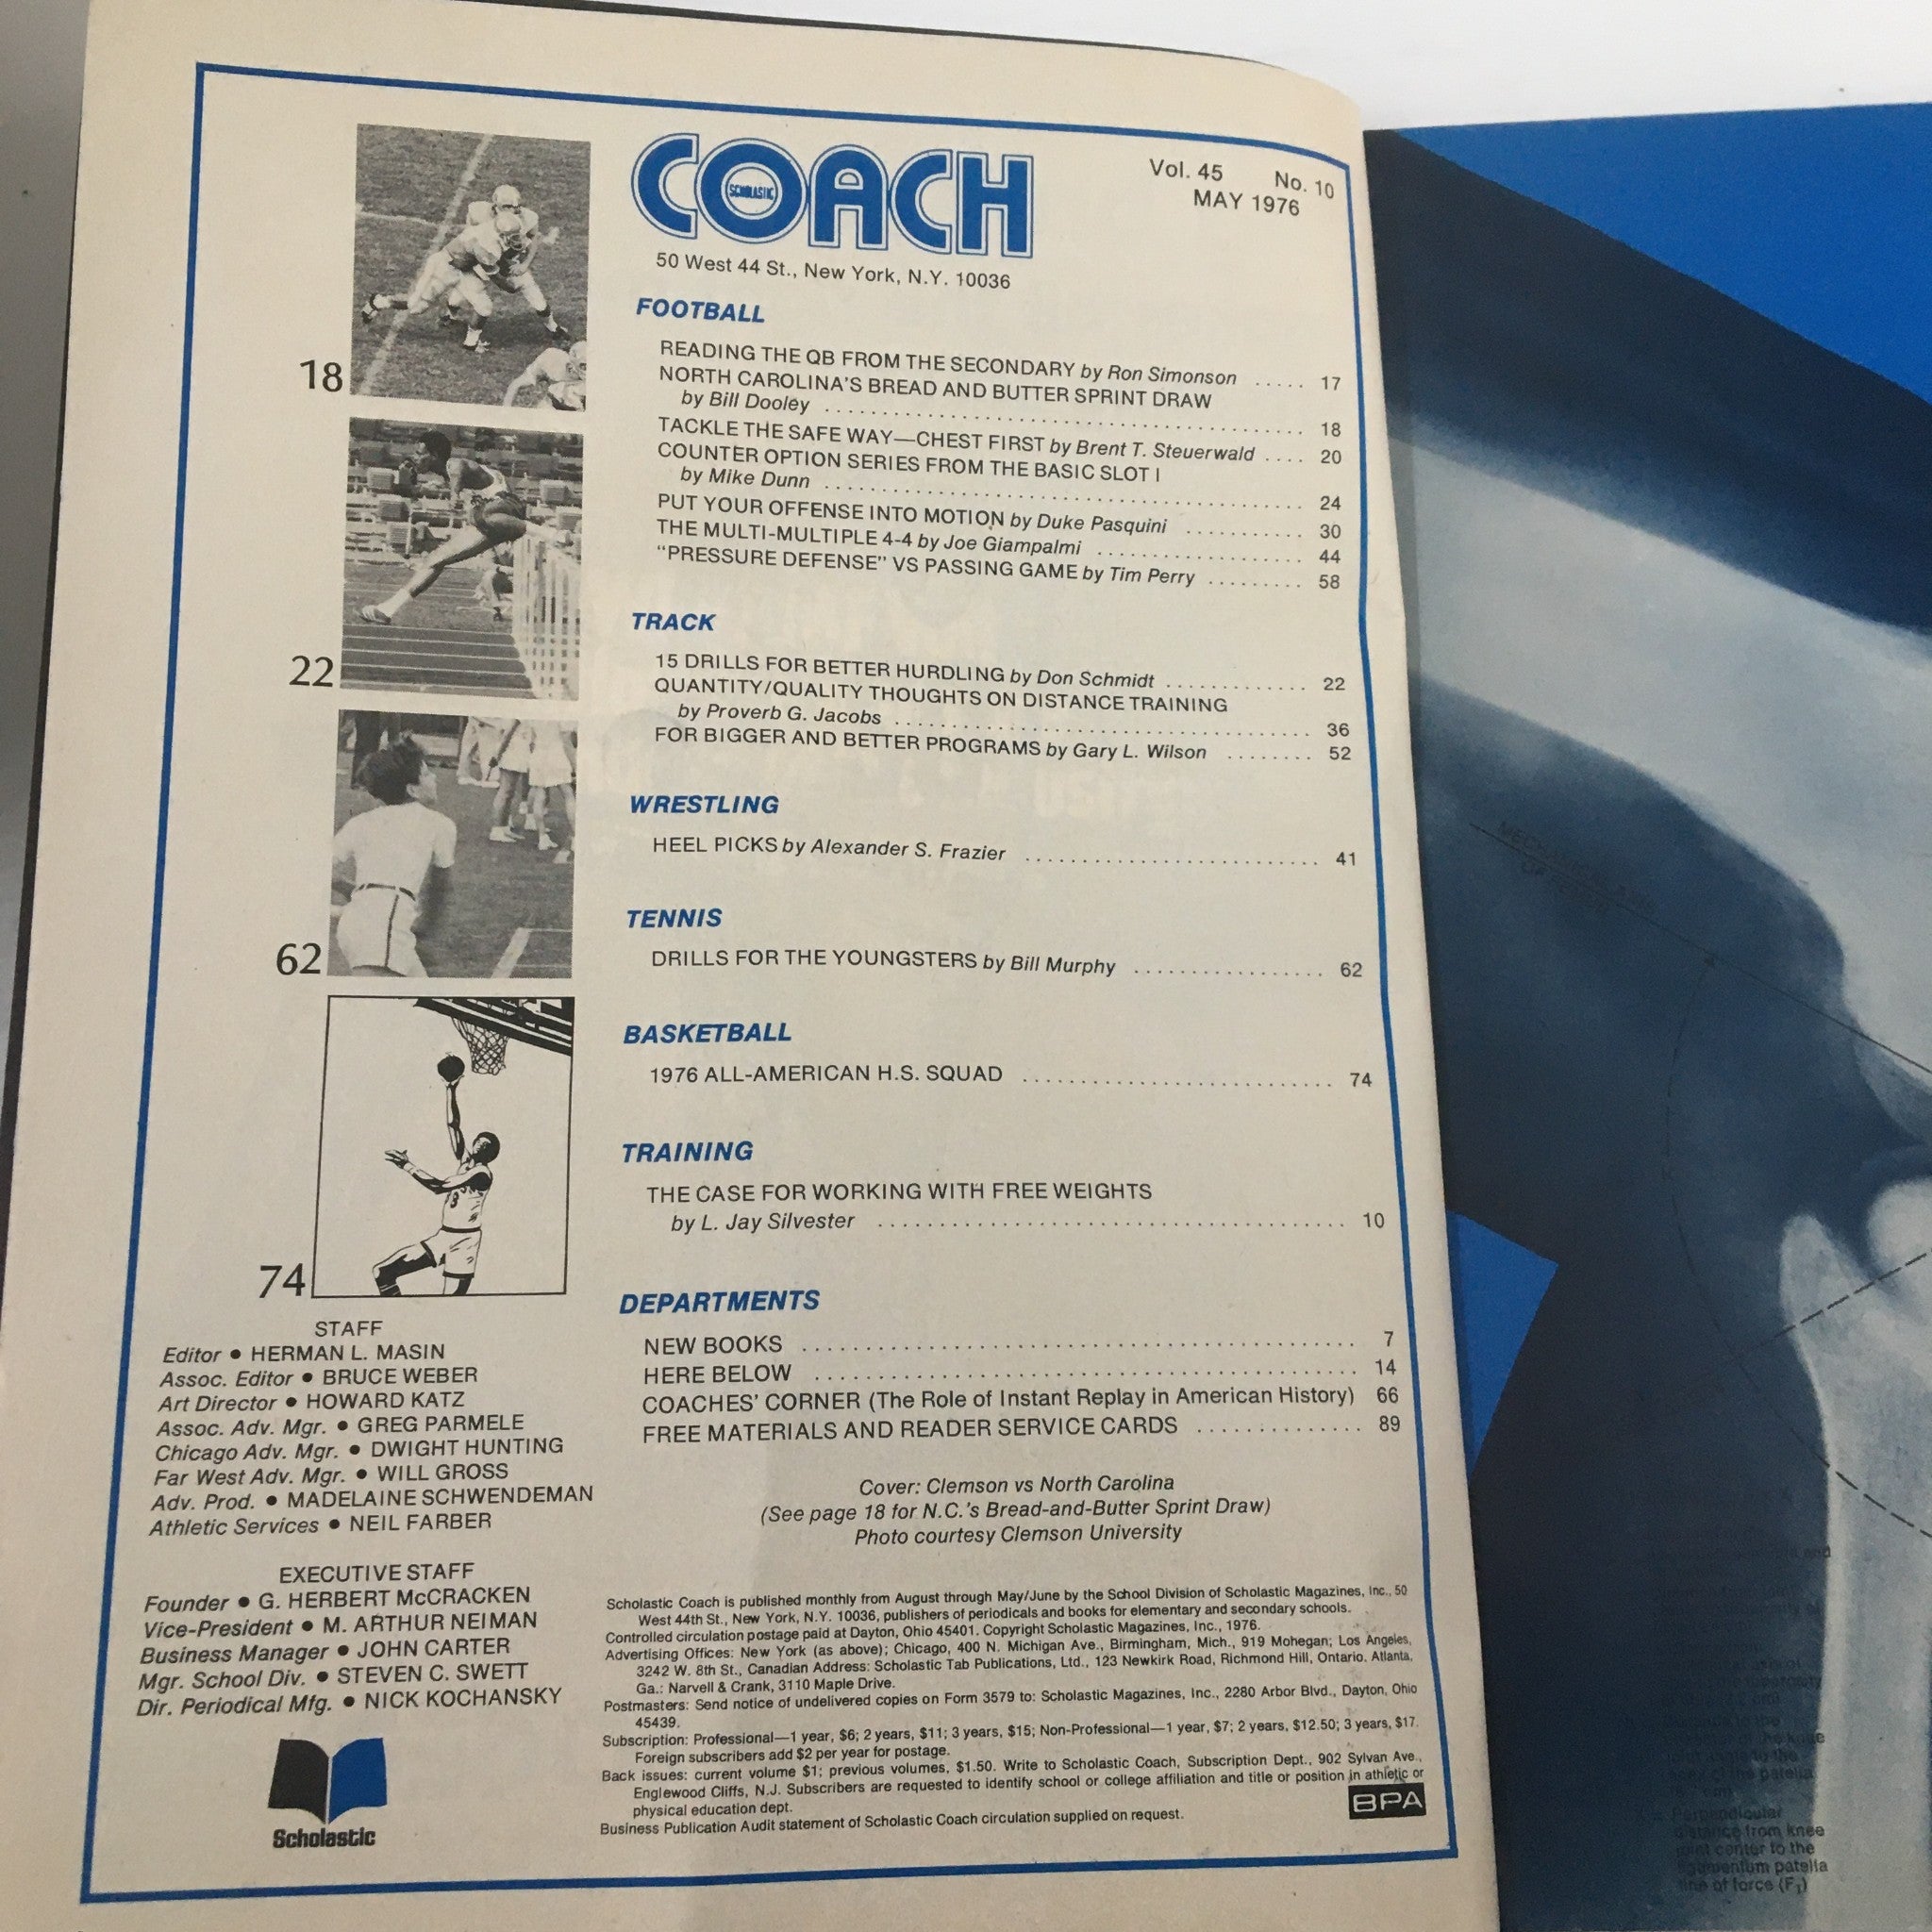 COACH
SCHOLASTIC
Vol. 45 No. 10
MAY 1976
50 West 44 St., New York, N.Y. 10036
FOOTBALL
READING THE QB FROM THE SECONDARY by Ron Simonson ..... 17
NORTH CAROLINA'S BREAD AND BUTTER SPRINT DRAW
by Bill Dooley ..... 18
TACKLE THE SAFE WAY—CHEST FIRST by Brent T. Steuerwald .... 20
COUNTER OPTION SERIES FROM THE BASIC SLOT I
by Mike Dunn ..... 24
PUT YOUR OFFENSE INTO MOTION by Duke Pasquini ..... 30
THE MULTI-MULTIPLE 4-4 by Joe Giampalmi ..... 44
"PRESSURE DEFENSE" VS PASSING GAME by Tim Perry ..... 58
TRACK
15 DRILLS FOR BETTER HURDLING by Don Schmidt ..... 22
QUANTITY/QUALITY THOUGHTS ON DISTANCE TRAINING
by Proverb G. Jacobs ..... 36
FOR BIGGER AND BETTER PROGRAMS by Gary L. Wilson ..... 52
WRESTLING
HEEL PICKS by Alexander S. Frazier ..... 41
TENNIS
DRILLS FOR THE YOUNGSTERS by Bill Murphy ..... 62
BASKETBALL
1976 ALL-AMERICAN H.S. SQUAD ..... 74
TRAINING
THE CASE FOR WORKING WITH FREE WEIGHTS
by L. Jay Silvester ..... 10
DEPARTMENTS
NEW BOOKS ..... 7
HERE BELOW ..... 14
COACHES' CORNER (The Role of Instant Replay in American History) 66
FREE MATERIALS AND READER SERVICE CARDS ..... 89
Cover: Clemson vs North Carolina
(See page 18 for N.C.'s Bread-and-Butter Sprint Draw)
Photo courtesy Clemson University
18
22
62
74
3
STAFF
Editor • HERMAN L. MASIN
Assoc. Editor • BRUCE WEBER
Art Director • HOWARD KATZ
Assoc. Adv. Mgr. • GREG PARMELE
Chicago Adv. Mgr. • DWIGHT HUNTING
Far West Adv. Mgr. • WILL GROSS
Adv. Prod. • MADELAINE SCHWENDEMAN
Athletic Services • NEIL FARBER
EXECUTIVE STAFF
Founder • G. HERBERT McCRACKEN
Vice-President • M. ARTHUR NEIMAN
Business Manager • JOHN CARTER
Mgr. School Div. • STEVEN C. SWETT
Dir. Periodical Mfg. • NICK KOCHANSKY
Scholastic
Scholastic Coach is published monthly from August through May/June by the School Division of Scholastic Magazines, Inc., 50
West 44th St., New York, N.Y. 10036, publishers of periodicals and books for elementary and secondary schools.
Controlled circulation postage paid at Dayton, Ohio 45401. Copyright Scholastic Magazines, Inc., 1976.
Advertising Offices: New York (as above); Chicago, 400 N. Michigan Ave., Birmingham, Mich., 919 Mohegan; Los Angeles,
3242 W. 8th St., Canadian Address: Scholastic Tab Publications, Ltd., 123 Newkirk Road, Richmond Hill, Ontario. Atlanta,
Ga.: Narvell & Crank, 3110 Maple Drive.
Postmasters: Send notice of undelivered copies on Form 3579 to: Scholastic Magazines, Inc., 2280 Arbor Blvd., Dayton, Ohio
45439.
Subscription: Professional—1 year, $6; 2 years, $11; 3 years, $15; Non-Professional—1 year, $7; 2 years, $12.50; 3 years, $17.
Foreign subscribers add $2 per year for postage.
Back issues: current volume $1; previous volumes, $1.50. Write to Scholastic Coach, Subscription Dept., 902 Sylvan Ave.,
Englewood Cliffs, N.J. Subscribers are requested to identify school or college affiliation and title or position in athletic or
physical education dept.
Business Publication Audit statement of Scholastic Coach circulation supplied on request.
BPA
and
the knee
to the
the patella
Perpendicular
distance from knee
joint center to the
ligamentum patella
line of force (F1)